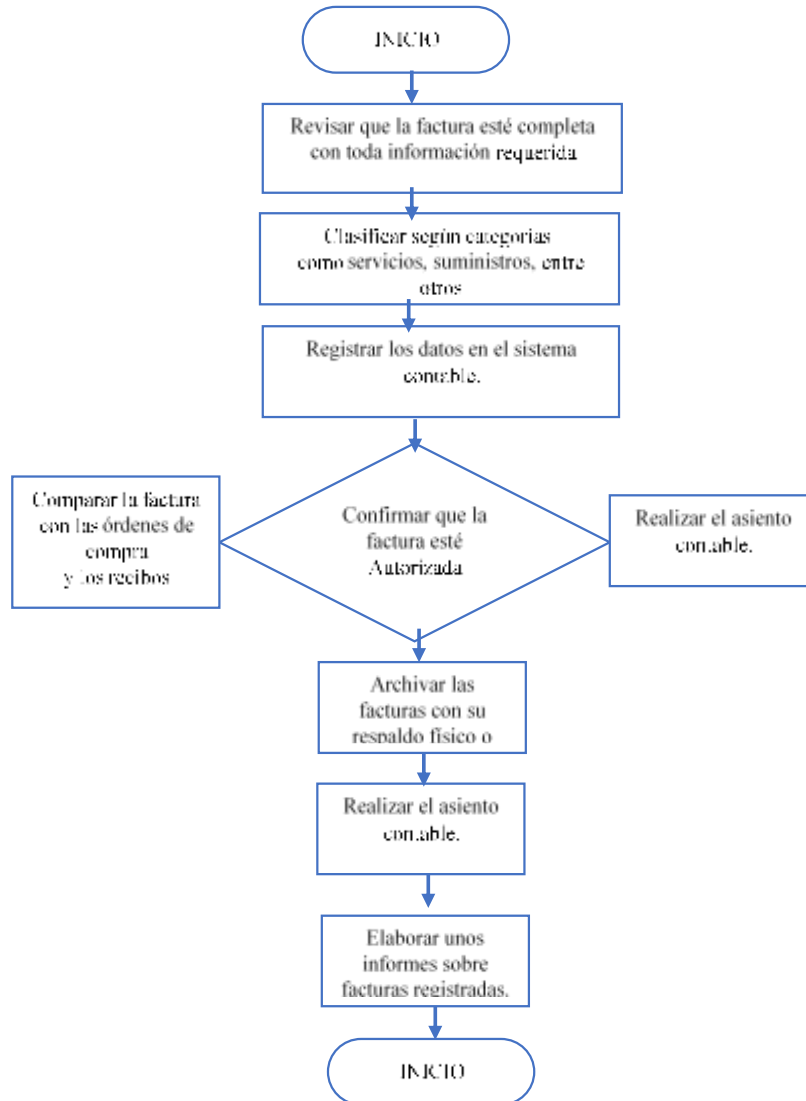 INICIO
Revisar que la factura esté completa
con toda información requerida
Clasificar según categorías
como servicios, suministros, entre
otros
Registrar los datos en el sistema
contable.
Comparar la factura
con las órdenes de
compra
y los recibos
Confirmar que la
factura esté
Autorizada
Realizar el asiento
contable.
Archivar las
facturas con su
respaldo físico o
Realizar el asiento
contable.
Elaborar unos
informes sobre
facturas registradas.
INICIO